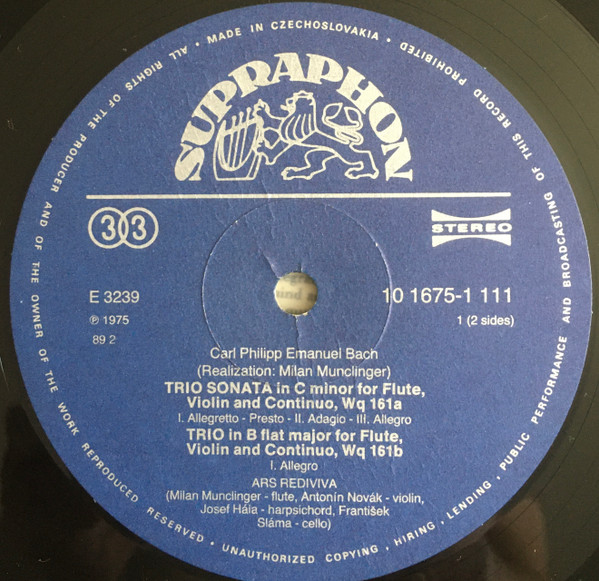 SUPRAPHON
33
STEREO
E 3239
10 1675-1 111
℗ 1975
1 (2 sides)
89 2
Carl Philipp Emanuel Bach
(Realization: Milan Munclinger)
TRIO SONATA in C minor for Flute,
Violin and Continuo, Wq 161a
I. Allegretto - Presto - II. Adagio - III. Allegro
TRIO in B flat major for Flute,
Violin and Continuo, Wq 161b
I. Allegro
ARS REDIVIVA
(Milan Munclinger - flute, Antonín Novák - violin,
Josef Hála - harpsichord, František
Sláma - cello)
• MADE IN CZECHOSLOVAKIA • ALL RIGHTS OF THE PRODUCER AND OF THE OWNER OF THE WORK REPRODUCED RESERVED • UNAUTHORIZED COPYING, HIRING, LENDING, PUBLIC PERFORMANCE AND BROADCASTING OF THIS RECORD PROHIBITED